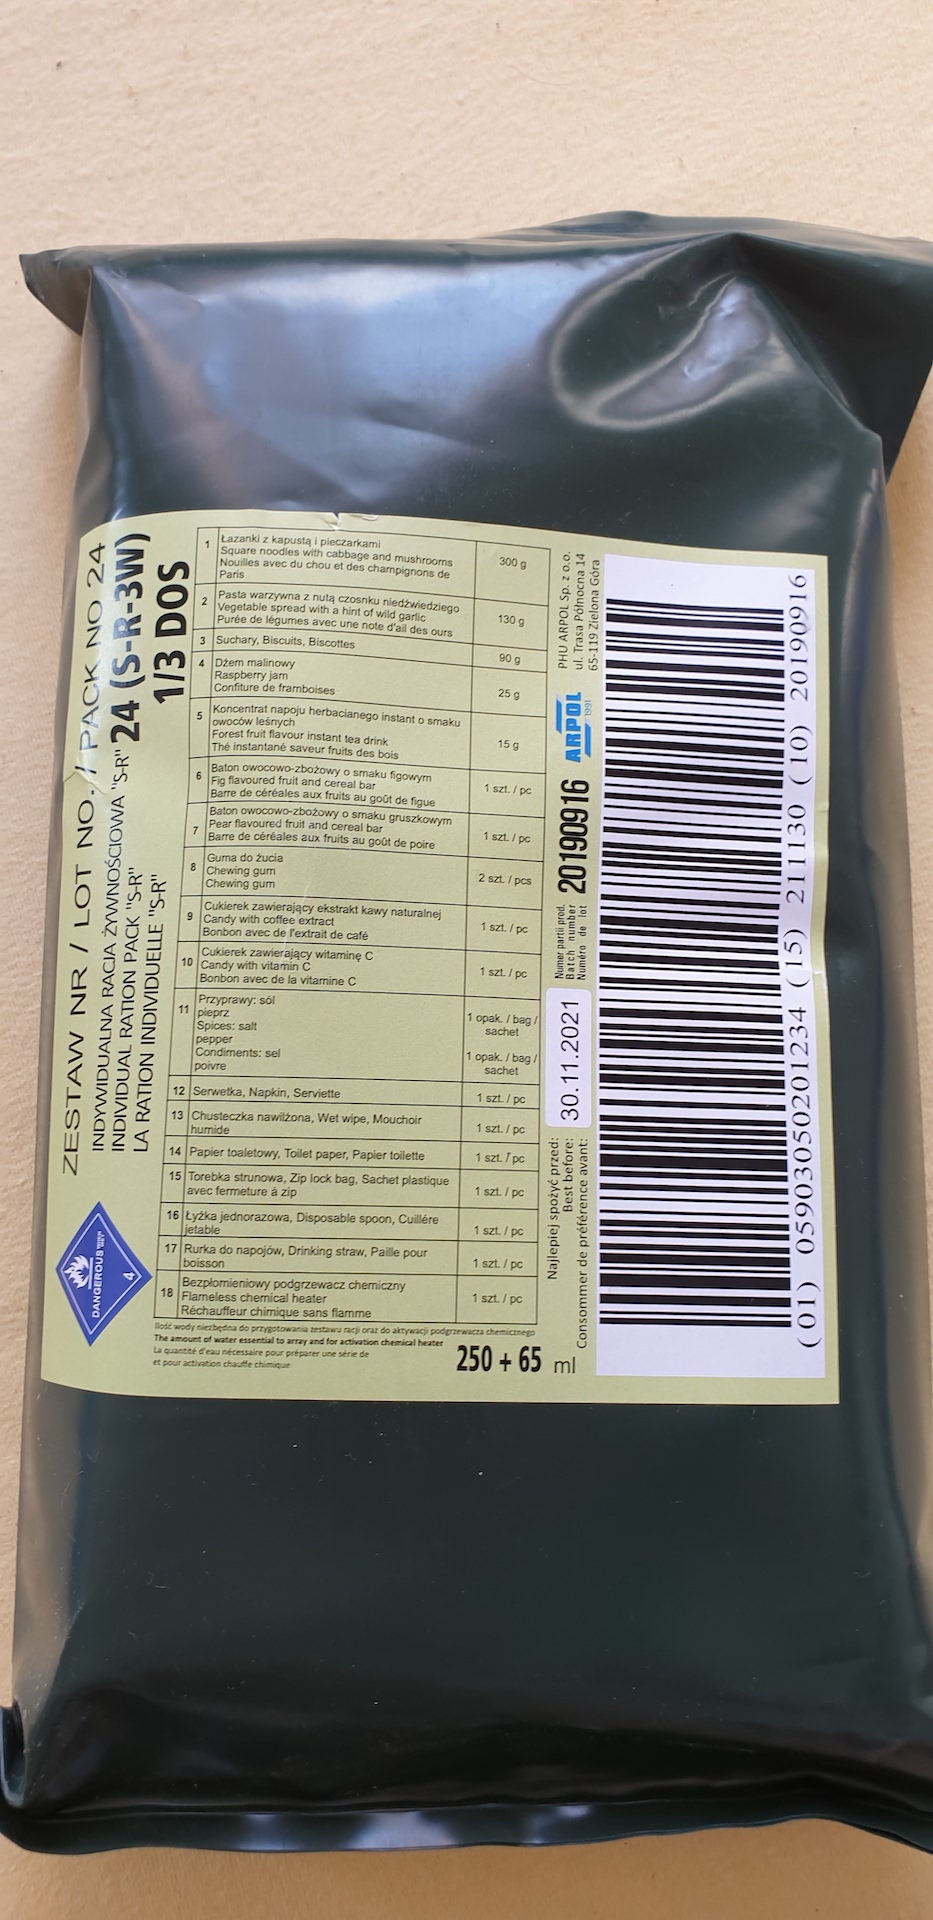 ZESTAW NR / LOT NO. / PACK NO 24
INDYWIDUALNA RACJA ŻYWNOŚCIOWA "S-R"
INDIVIDUAL RATION PACK "S-R"
LA RATION INDIVIDUELLE "S-R"
24 (S-R-3W)
1/3 DOS
DANGEROUS
4
1 Łazanki z kapustą i pieczarkami
Square noodles with cabbage and mushrooms
Nouilles avec du chou et des champignons de
Paris
300 g
2 Pasta warzywna z nutą czosnku niedźwiedziego
Vegetable spread with a hint of wild garlic
Purée de légumes avec une note d'ail des ours
130 g
3 Suchary, Biscuits, Biscottes
90 g
4 Dżem malinowy
Raspberry jam
Confiture de framboises
25 g
5 Koncentrat napoju herbacianego instant o smaku
owoców leśnych
Forest fruit flavour instant tea drink
Thé instantané saveur fruits des bois
15 g
6 Baton owocowo-zbożowy o smaku figowym
Fig flavoured fruit and cereal bar
Barre de céréales aux fruits au goût de figue
1 szt. / pc
7 Baton owocowo-zbożowy o smaku gruszkowym
Pear flavoured fruit and cereal bar
Barre de céréales aux fruits au goût de poire
1 szt. / pc
8 Guma do żucia
Chewing gum
Chewing gum
2 szt. / pcs
9 Cukierek zawierający ekstrakt kawy naturalnej
Candy with coffee extract
Bonbon avec de l'extrait de café
1 szt. / pc
10 Cukierek zawierający witaminę C
Candy with vitamin C
Bonbon avec de la vitamine C
1 szt. / pc
11 Przyprawy: sól
pieprz
Spices: salt
pepper
Condiments: sel
poivre
1 opak. / bag /
sachet
1 opak. / bag /
sachet
12 Serwetka, Napkin, Serviette
1 szt. / pc
13 Chusteczka nawilżona, Wet wipe, Mouchoir
humide
1 szt. / pc
14 Papier toaletowy, Toilet paper, Papier toilette
1 szt. / pc
15 Torebka strunowa, Zip lock bag, Sachet plastique
avec fermeture à zip
1 szt. / pc
16 Łyżka jednorazowa, Disposable spoon, Cuillére
jetable
1 szt. / pc
17 Rurka do napojów, Drinking straw, Paille pour
boisson
1 szt. / pc
18 Bezpłomieniowy podgrzewacz chemiczny
Flameless chemical heater
Réchauffeur chimique sans flamme
1 szt. / pc
Ilość wody niezbędna do przygotowania zestawu racji oraz do aktywacji podgrzewacza chemicznego
The amount of water essential to array and for activation chemical heater
La quantité d'eau nécessaire pour préparer une série de
et pour activation chauffe chimique
250 + 65 ml
Najlepiej spożyć przed:
Best before:
Consommer de préférence avant:
30.11.2021
Numer partii prod.
Batch number
Numéro de lot
20190916
ARPOL
1991
PHU ARPOL Sp. z o.o.
ul. Trasa Północna 14
65-119 Zielona Góra
(01) 05903050201234 (15) 211130 (10) 20190916